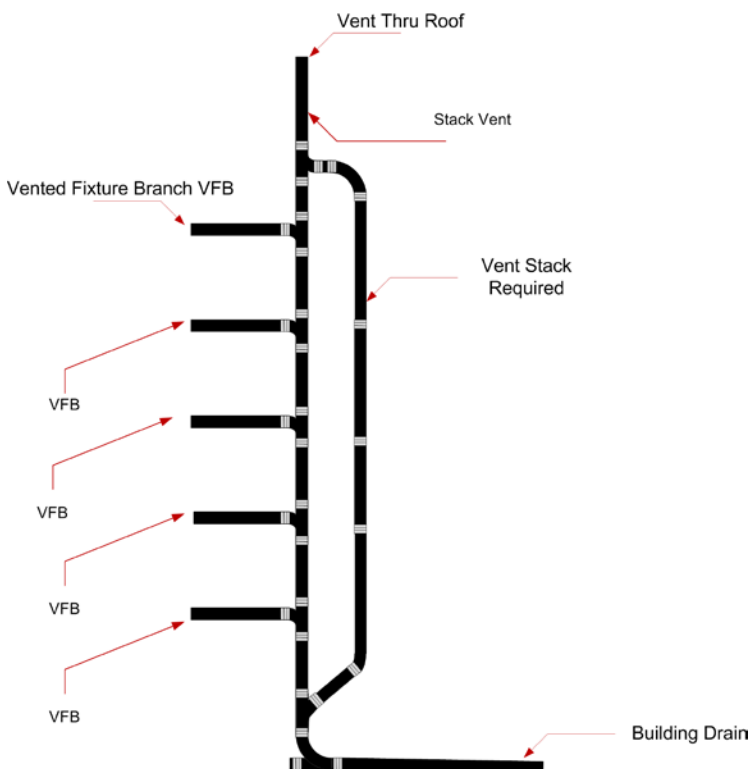 Vent Thru Roof
Stack Vent
Vented Fixture Branch VFB
Vent Stack
Required
VFB
VFB
VFB
VFB
Building Drain